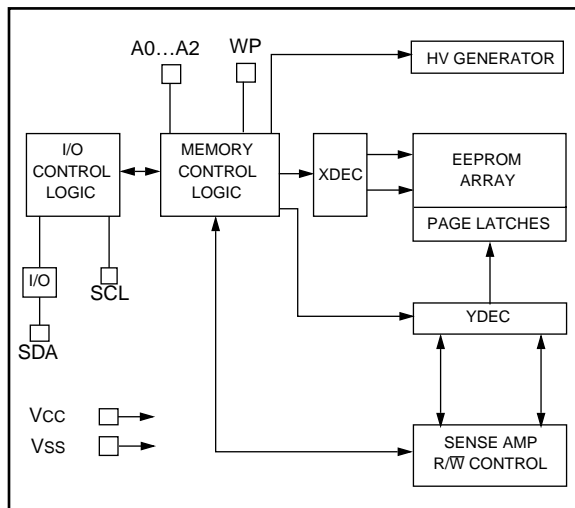 A0...A2
WP
HV GENERATOR
I/O
CONTROL
LOGIC
MEMORY
CONTROL
LOGIC
XDEC
EEPROM
ARRAY
PAGE LATCHES
I/O
SCL
SDA
YDEC
VCC
VSS
SENSE AMP
R/W̅ CONTROL